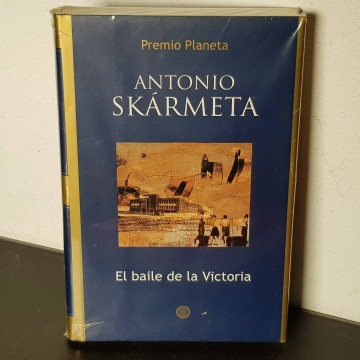 Premio Planeta
ANTONIO
SKÁRMETA
El baile de la Victoria